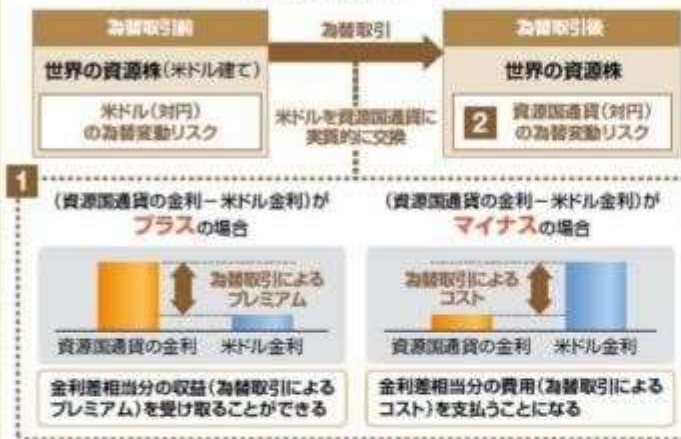 為替取引前
為替取引
為替取引後
世界の資源株(米ドル建て)
世界の資源株
米ドル(対円)
の為替変動リスク
米ドルを資源国通貨に
実質的に交換
2 資源国通貨(対円)
の為替変動リスク
1
(資源国通貨の金利－米ドル金利)が
プラスの場合
(資源国通貨の金利－米ドル金利)が
マイナスの場合
為替取引による
プレミアム
資源国通貨の金利 米ドル金利
為替取引による
コスト
資源国通貨の金利 米ドル金利
金利差相当分の収益(為替取引による
プレミアム)を受け取ることができる
金利差相当分の費用(為替取引による
コスト)を支払うことになる